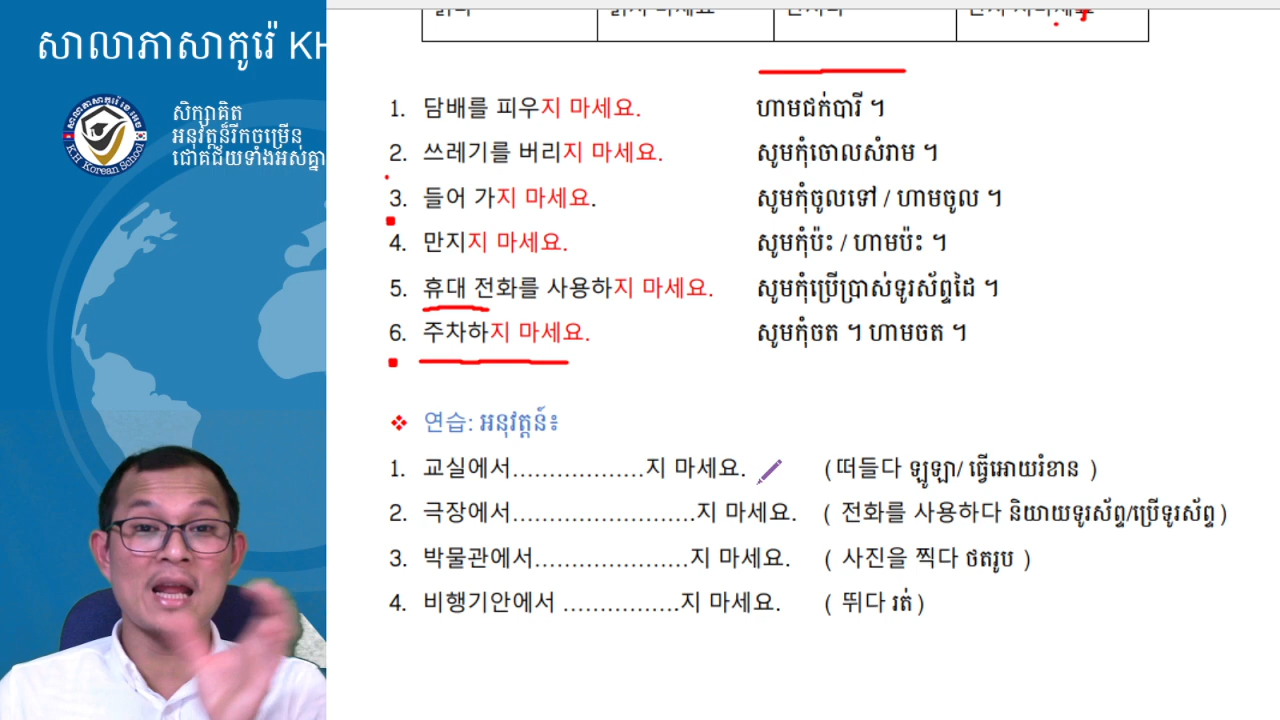 សាលាភាសាកូរ៉េ KH
សិក្សាគិត
អនុវត្តន៏រីកចម្រើន
ជោគជ័យទាំងអស់គ្នា
K.H Korean School
1. 담배를 피우지 마세요. ហាមជក់បារី ។
2. 쓰레기를 버리지 마세요. សូមកុំចោលសំរាម ។
3. 들어 가지 마세요. សូមកុំចូលទៅ / ហាមចូល ។
4. 만지지 마세요. សូមកុំប៉ះ / ហាមប៉ះ ។
5. 휴대 전화를 사용하지 마세요. សូមកុំប្រើប្រាស់ទូរស័ព្ទដៃ ។
6. 주차하지 마세요. សូមកុំចត ។ ហាមចត ។
❖ 연습: អនុវត្តន៍៖
1. 교실에서..................지 마세요. ( 떠들다 ឡូឡា/ ធ្វើអោយរំខាន )
2. 극장에서.........................지 마세요. ( 전화를 사용하다 និយាយទូរស័ព្ទ/ប្រើទូរស័ព្ទ )
3. 박물관에서.....................지 마세요. ( 사진을 찍다 ថតរូប )
4. 비행기안에서 ................지 마세요. ( 뛰다 រត់ )